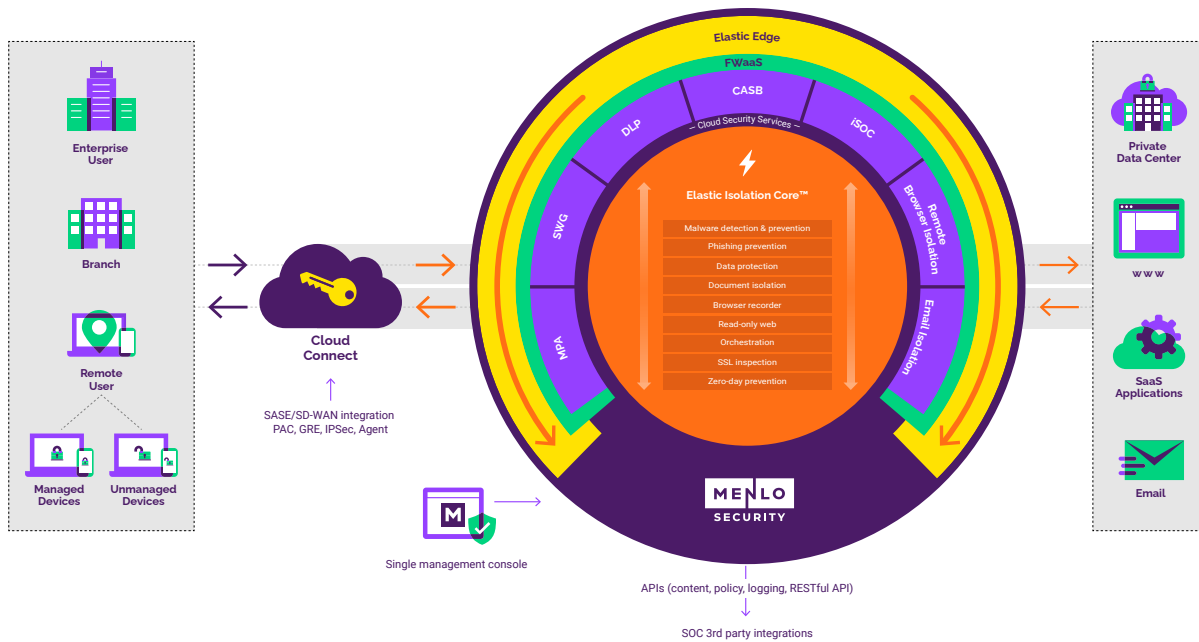 Enterprise
User
Branch
Remote
User
Managed
Devices
Unmanaged
Devices
Cloud
Connect
SASE/SD-WAN integration
PAC, GRE, IPSec, Agent
M
Single management console
Elastic Edge
FWaaS
MPA
SWG
DLP
CASB
iSOC
Remote
Browser Isolation
Email Isolation
— Cloud Security Services —
Elastic Isolation Core™
Malware detection & prevention
Phishing prevention
Data protection
Document isolation
Browser recorder
Read-only web
Orchestration
SSL inspection
Zero-day prevention
MENLO
SECURITY
APIs (content, policy, logging, RESTful API)
SOC 3rd party integrations
Private
Data Center
www
SaaS
Applications
Email